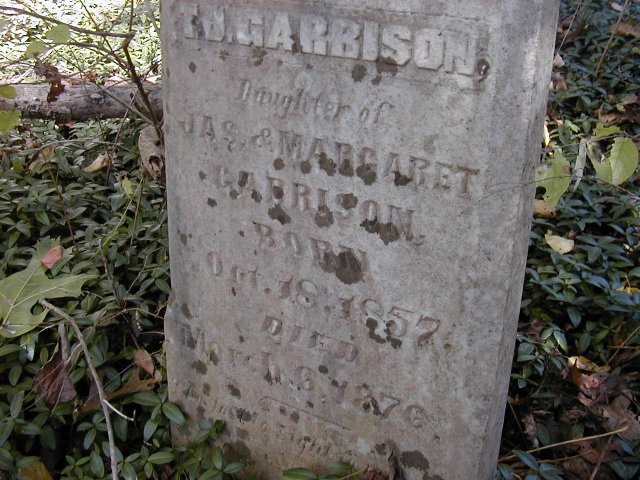 T.J. GARRISON.
Daughter of
JAS. & MARGARET
GARRISON.
BORN
Oct. 18. 1857.
DIED
1876